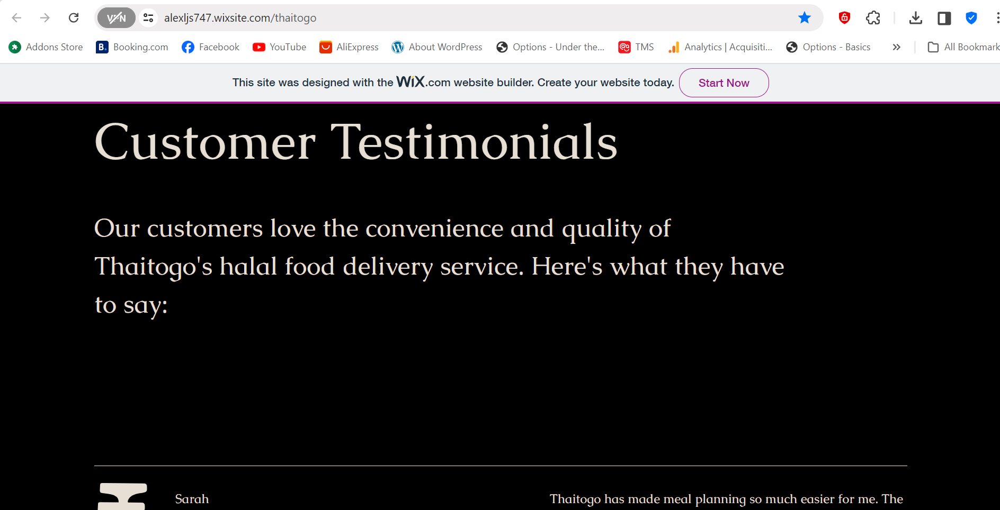 VPN
alexljs747.wixsite.com/thaitogo
Addons Store
B. Booking.com
Facebook
YouTube
AliExpress
About WordPress
Options - Under the...
TMS
Analytics | Acquisiti...
Options - Basics
All Bookmark
This site was designed with the WiX.com website builder. Create your website today.
Start Now
Customer Testimonials
Our customers love the convenience and quality of
Thaitogo's halal food delivery service. Here's what they have
to say:
Sarah
Thaitogo has made meal planning so much easier for me. The